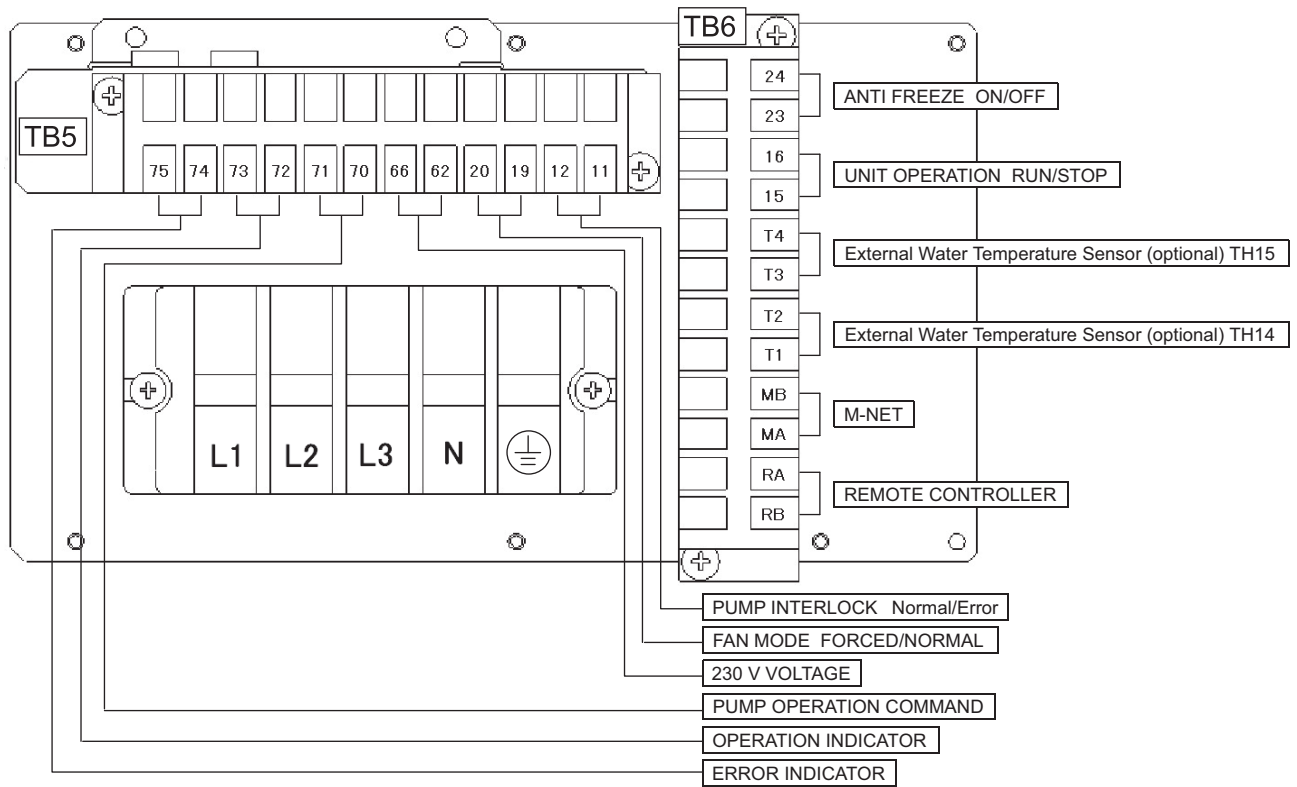 TB6
TB5
75 74 73 72 71 70 66 62 20 19 12 11
24
23
ANTI FREEZE ON/OFF
16
15
UNIT OPERATION RUN/STOP
T4
T3
External Water Temperature Sensor (optional) TH15
T2
T1
External Water Temperature Sensor (optional) TH14
MB
MA
M-NET
RA
RB
REMOTE CONTROLLER
L1 L2 L3 N
PUMP INTERLOCK Normal/Error
FAN MODE FORCED/NORMAL
230 V VOLTAGE
PUMP OPERATION COMMAND
OPERATION INDICATOR
ERROR INDICATOR